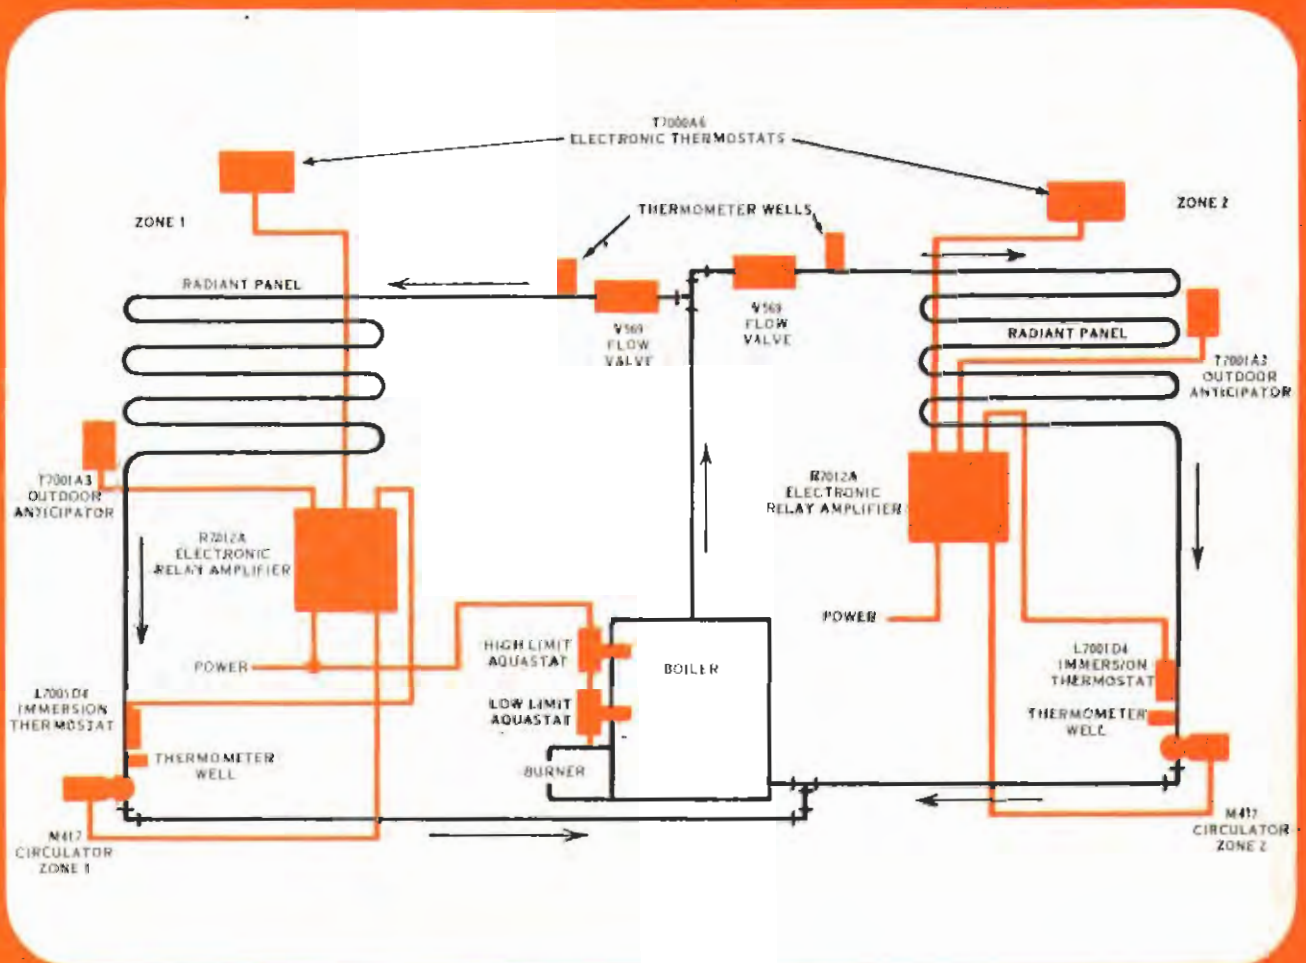 T7000A6
ELECTRONIC THERMOSTATS
ZONE 1
THERMOMETER WELLS
ZONE 2
RADIANT PANEL
V569
FLOW
VALVE
V569
FLOW
VALVE
RADIANT PANEL
T7001A3
OUTDOOR
ANTICIPATOR
T7001A3
OUTDOOR
ANTICIPATOR
R7012A
ELECTRONIC
RELAY AMPLIFIER
R7012A
ELECTRONIC
RELAY AMPLIFIER
POWER
HIGH LIMIT
AQUASTAT
BOILER
POWER
L7001D4
IMMERSION
THERMOSTAT
L7001D4
IMMERSION
THERMOSTAT
LOW LIMIT
AQUASTAT
THERMOMETER
WELL
THERMOMETER
WELL
BURNER
M417
CIRCULATOR
ZONE 1
M417
CIRCULATOR
ZONE 2